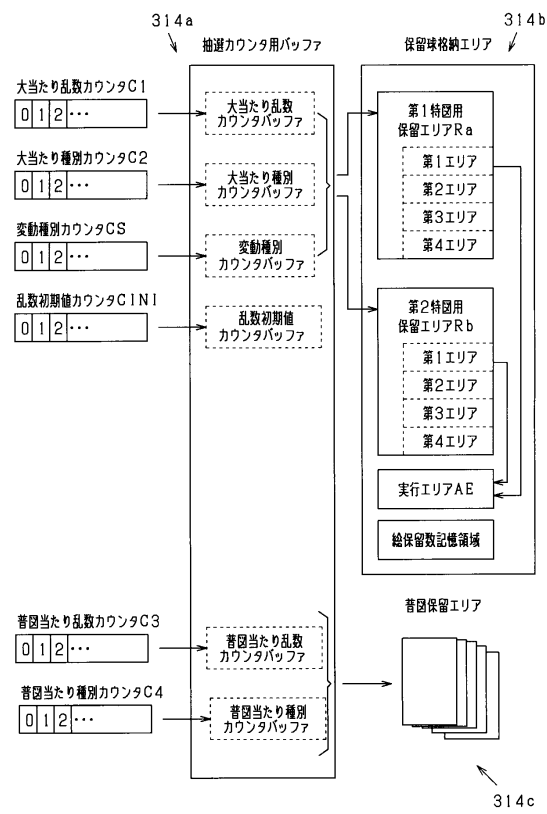 314a
314b
抽選カウンタ用バッファ
保留球格納エリア
大当たり乱数カウンタC1
0 1 2 ···
大当たり乱数
カウンタバッファ
大当たり種別カウンタC2
0 1 2 ···
大当たり種別
カウンタバッファ
変動種別カウンタCS
0 1 2 ···
変動種別
カウンタバッファ
乱数初期値カウンタCINI
0 1 2 ···
乱数初期値
カウンタバッファ
第1特図用
保留エリアRa
第1エリア
第2エリア
第3エリア
第4エリア
第2特図用
保留エリアRb
第1エリア
第2エリア
第3エリア
第4エリア
実行エリアAE
総保留数記憶領域
普図当たり乱数カウンタC3
0 1 2 ···
普図当たり乱数
カウンタバッファ
普図当たり種別カウンタC4
0 1 2 ···
普図当たり種別
カウンタバッファ
普図保留エリア
314c